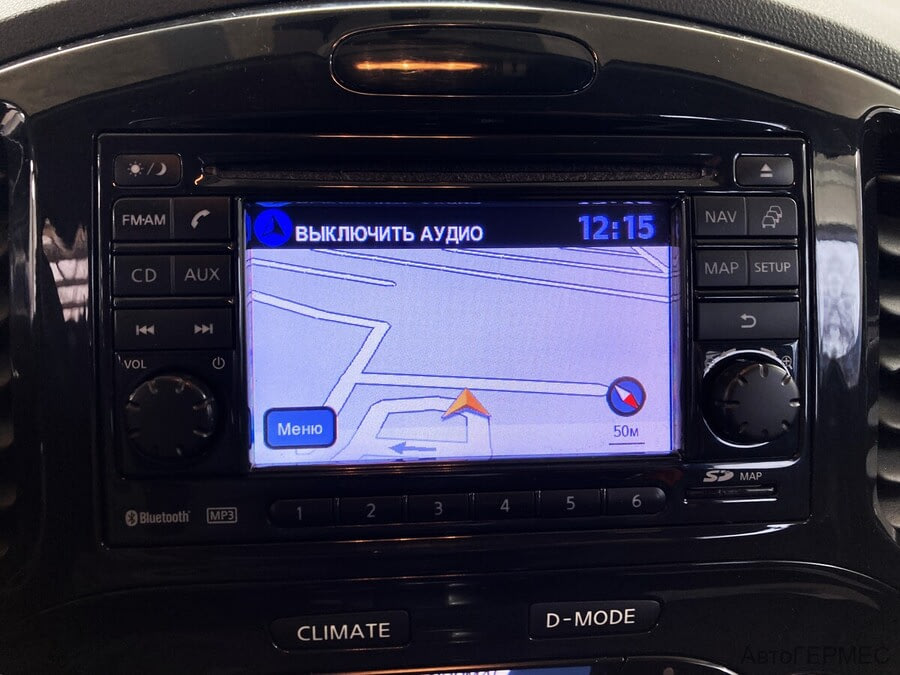 FM·AM
CD AUX
VOL
ВЫКЛЮЧИТЬ АУДИО 12:15
Меню
50м
NAV
MAP SETUP
SD MAP
Bluetooth® MP3
1 2 3 4 5 6
CLIMATE D-MODE
АвтоГЕРМЕС